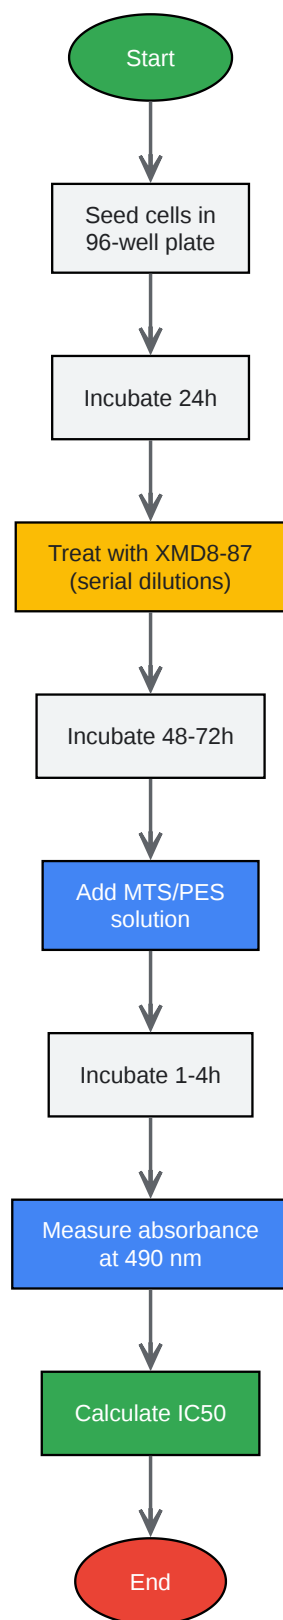 Start
Seed cells in
96-well plate
Incubate 24h
Treat with XMD8-87
(serial dilutions)
Incubate 48-72h
Add MTS/PES
solution
Incubate 1-4h
Measure absorbance
at 490 nm
Calculate IC50
End